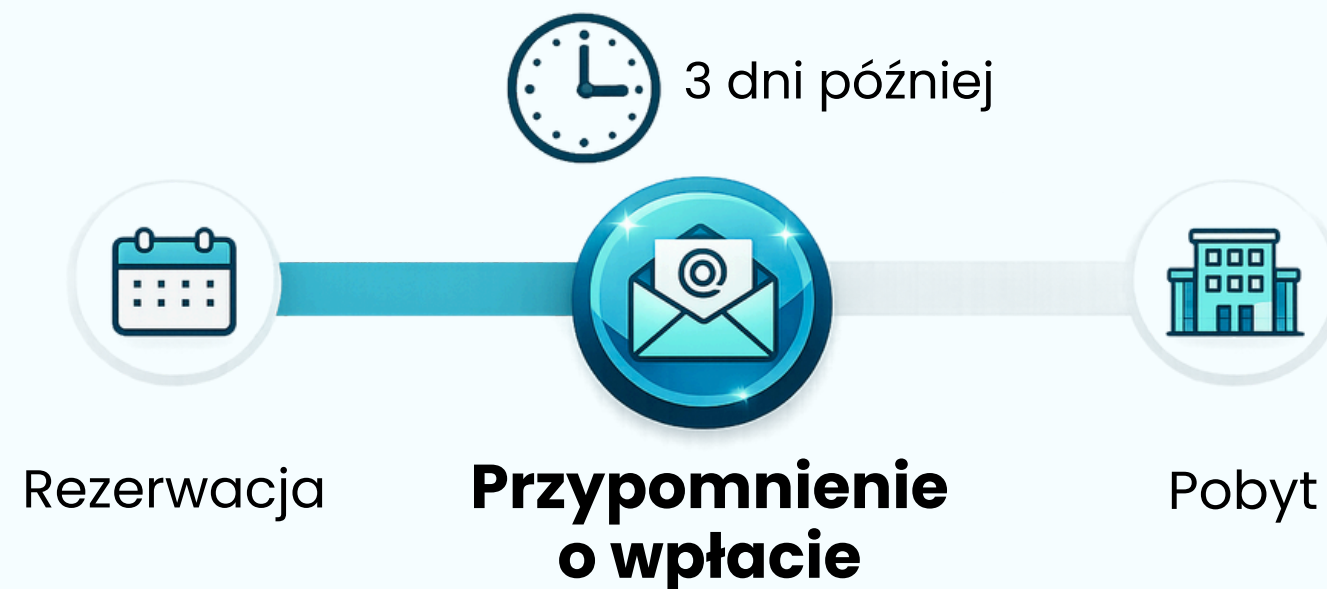 3 dni później
@
Rezerwacja
Przypomnienie
o wpłacie
Pobyt